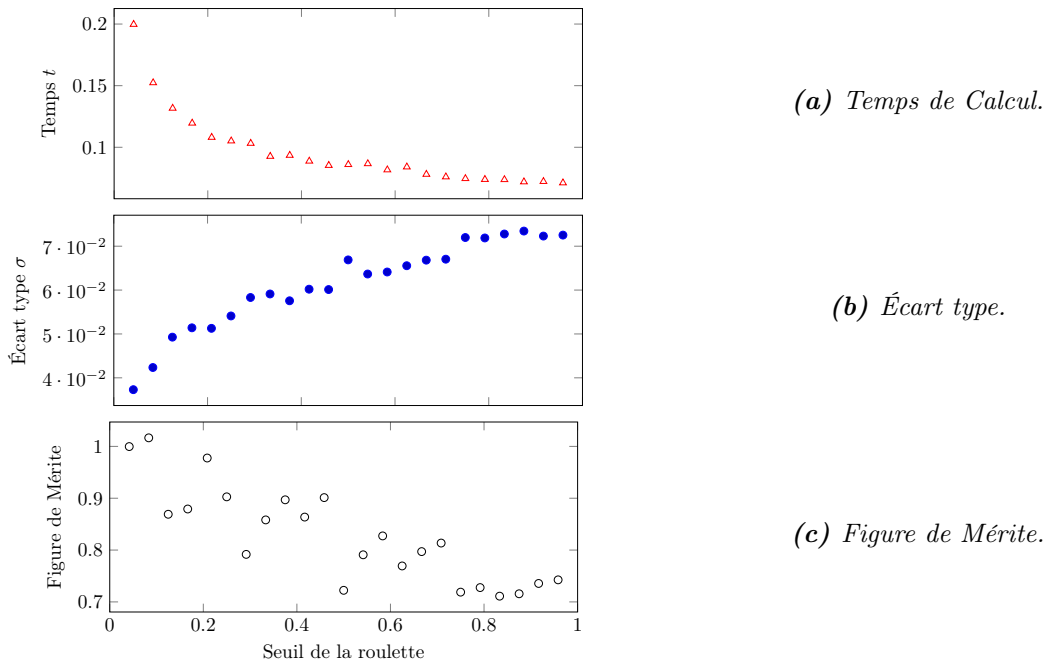 0.2
0.15
0.1
Temps t
(a) Temps de Calcul.
7 · 10⁻²
6 · 10⁻²
5 · 10⁻²
4 · 10⁻²
Écart type σ
(b) Écart type.
1
0.9
0.8
0.7
Figure de Mérite
(c) Figure de Mérite.
0 0.2 0.4 0.6 0.8 1
Seuil de la roulette